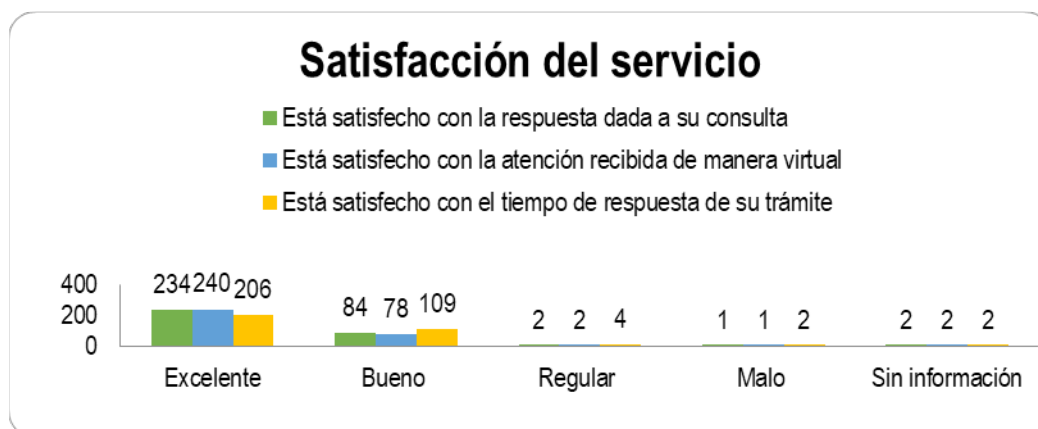 Satisfacción del servicio
Está satisfecho con la respuesta dada a su consulta
Está satisfecho con la atención recibida de manera virtual
Está satisfecho con el tiempo de respuesta de su trámite
400
200
0
234 240 206
84 78 109
2 2 4
1 1 2
2 2 2
Excelente Bueno Regular Malo Sin información